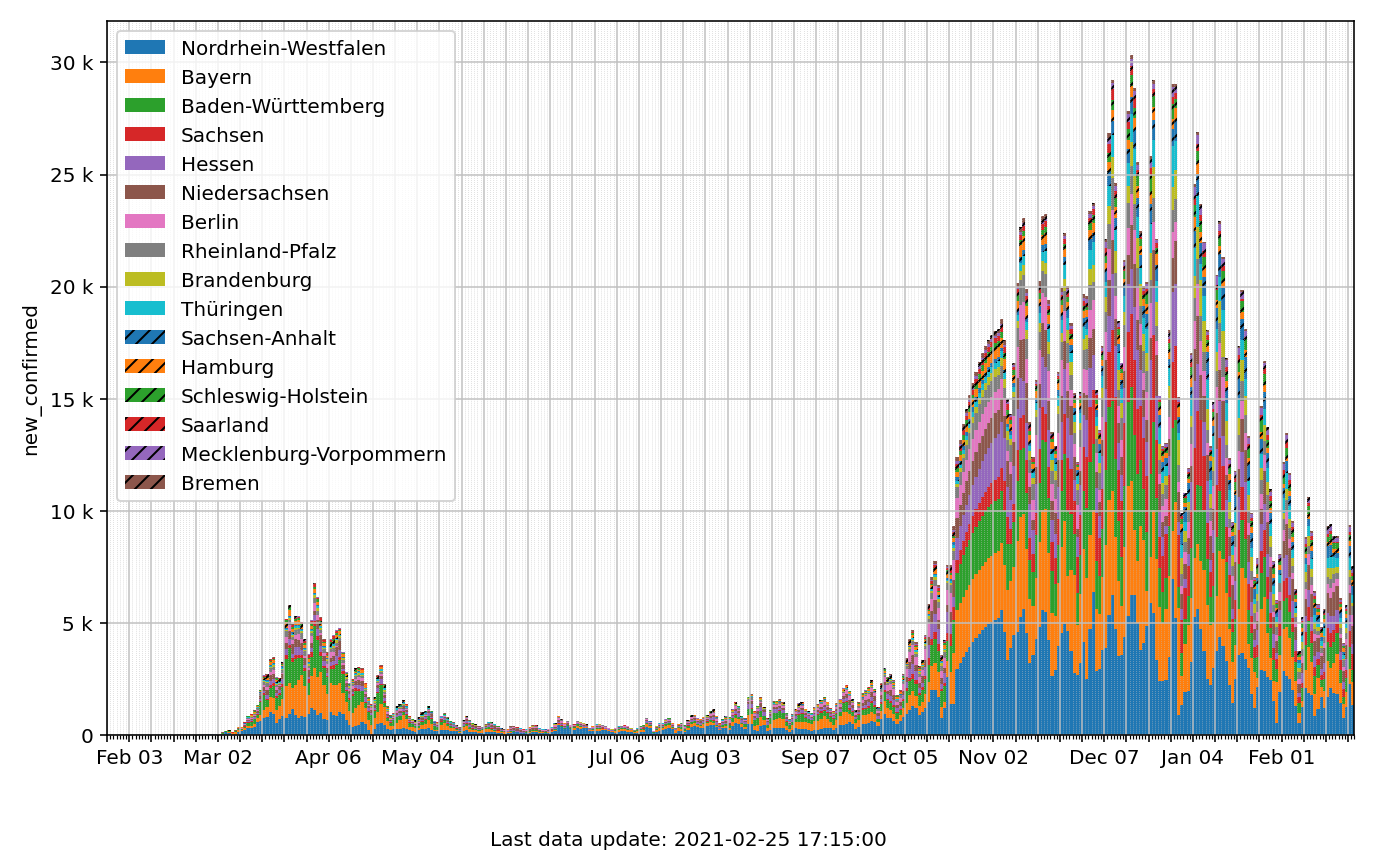 30 k
25 k
20 k
15 k
10 k
5 k
0
new_confirmed
Nordrhein-Westfalen
Bayern
Baden-Württemberg
Sachsen
Hessen
Niedersachsen
Berlin
Rheinland-Pfalz
Brandenburg
Thüringen
Sachsen-Anhalt
Hamburg
Schleswig-Holstein
Saarland
Mecklenburg-Vorpommern
Bremen
Feb 03 Mar 02 Apr 06 May 04 Jun 01 Jul 06 Aug 03 Sep 07 Oct 05 Nov 02 Dec 07 Jan 04 Feb 01
Last data update: 2021-02-25 17:15:00